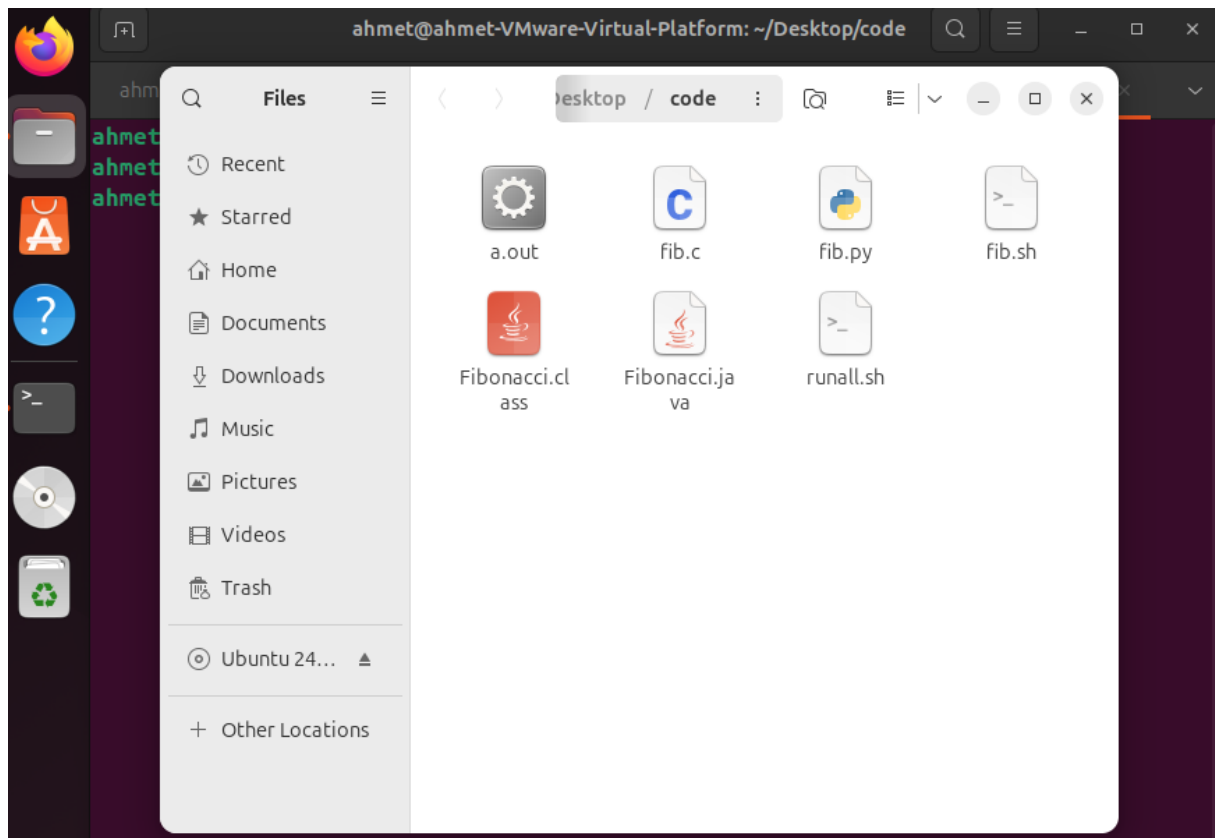 ahmet@ahmet-VMware-Virtual-Platform: ~/Desktop/code
ahm
ahmet
ahmet
ahmet
Files
Desktop / code
Recent
Starred
Home
Documents
Downloads
Music
Pictures
Videos
Trash
Ubuntu 24…
Other Locations
a.out
fib.c
fib.py
fib.sh
Fibonacci.cl
ass
Fibonacci.ja
va
runall.sh